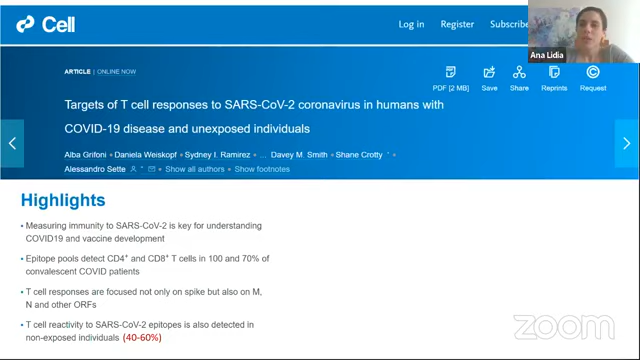 Cell
Log in Register Subscribe
Ana Lidia
ARTICLE | ONLINE NOW
PDF [2 MB] Save Share Reprints Request
Targets of T cell responses to SARS-CoV-2 coronavirus in humans with
COVID-19 disease and unexposed individuals
Alba Grifoni • Daniela Weiskopf • Sydney I. Ramirez • ... Davey M. Smith • Shane Crotty •
Alessandro Sette • Show all authors • Show footnotes
Highlights
• Measuring immunity to SARS-CoV-2 is key for understanding
COVID19 and vaccine development
• Epitope pools detect CD4+ and CD8+ T cells in 100 and 70% of
convalescent COVID patients
• T cell responses are focused not only on spike but also on M,
N and other ORFs
• T cell reactivity to SARS-CoV-2 epitopes is also detected in
non-exposed individuals (40-60%)
zoom